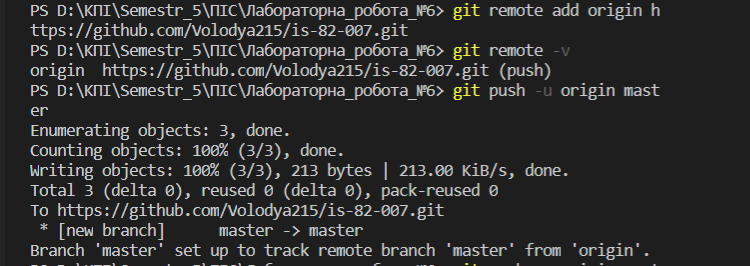 PS D:\КПІ\Semestr_5\ПІС\Лабораторна_робота_№6> git remote add origin h
ttps://github.com/Volodya215/is-82-007.git
PS D:\КПІ\Semestr_5\ПІС\Лабораторна_робота_№6> git remote -v
origin  https://github.com/Volodya215/is-82-007.git (push)
PS D:\КПІ\Semestr_5\ПІС\Лабораторна_робота_№6> git push -u origin mast
er
Enumerating objects: 3, done.
Counting objects: 100% (3/3), done.
Writing objects: 100% (3/3), 213 bytes | 213.00 KiB/s, done.
Total 3 (delta 0), reused 0 (delta 0), pack-reused 0
To https://github.com/Volodya215/is-82-007.git
 * [new branch]      master -> master
Branch 'master' set up to track remote branch 'master' from 'origin'.